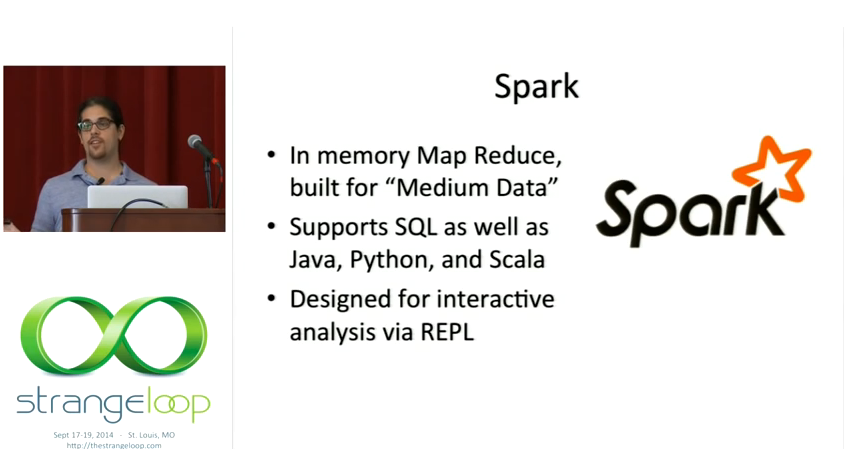 Spark
• In memory Map Reduce,
built for “Medium Data”
• Supports SQL as well as
Java, Python, and Scala
• Designed for interactive
analysis via REPL
Spark
strangeloop
Sept 17-19, 2014 · St. Louis, MO
http://thestrangeloop.com